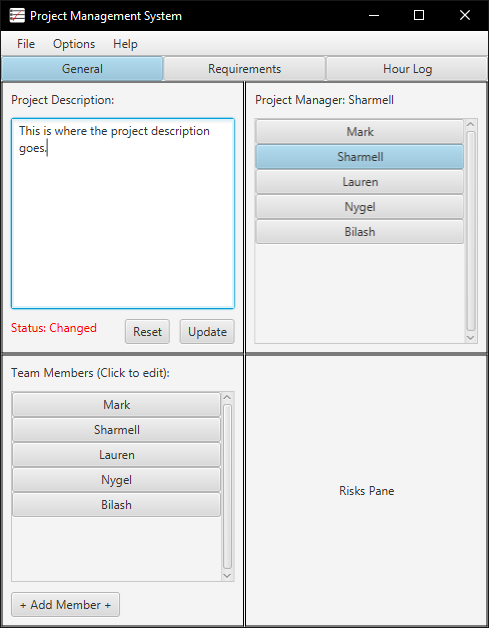 Project Management System
File Options Help
General Requirements Hour Log
Project Description:
This is where the project description
goes.
Status: Changed
Reset
Update
Project Manager: Sharmell
Mark
Sharmell
Lauren
Nygel
Bilash
Team Members (Click to edit):
Mark
Sharmell
Lauren
Nygel
Bilash
+ Add Member +
Risks Pane